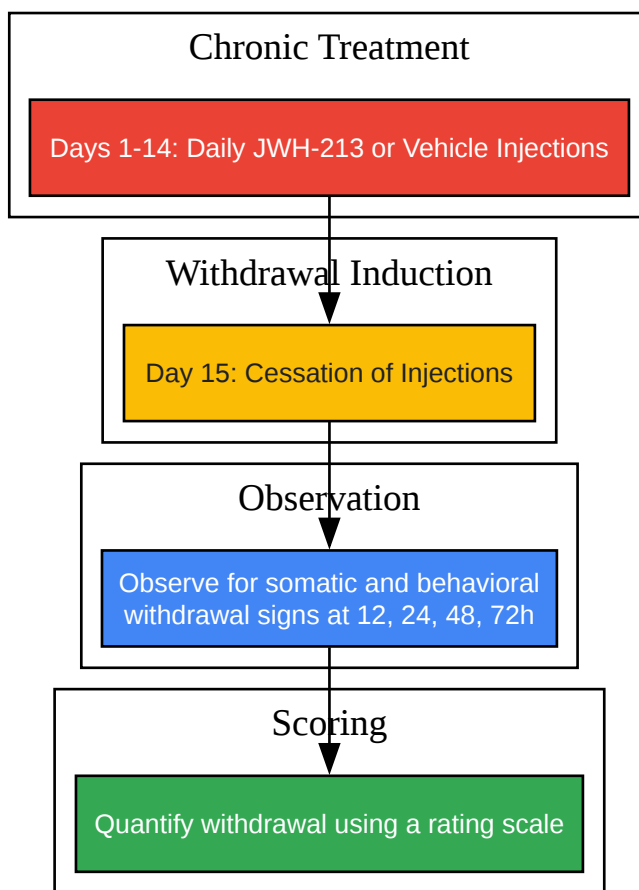 Chronic Treatment
Days 1-14: Daily JWH-213 or Vehicle Injections
Withdrawal Induction
Day 15: Cessation of Injections
Observation
Observe for somatic and behavioral
withdrawal signs at 12, 24, 48, 72h
Scoring
Quantify withdrawal using a rating scale